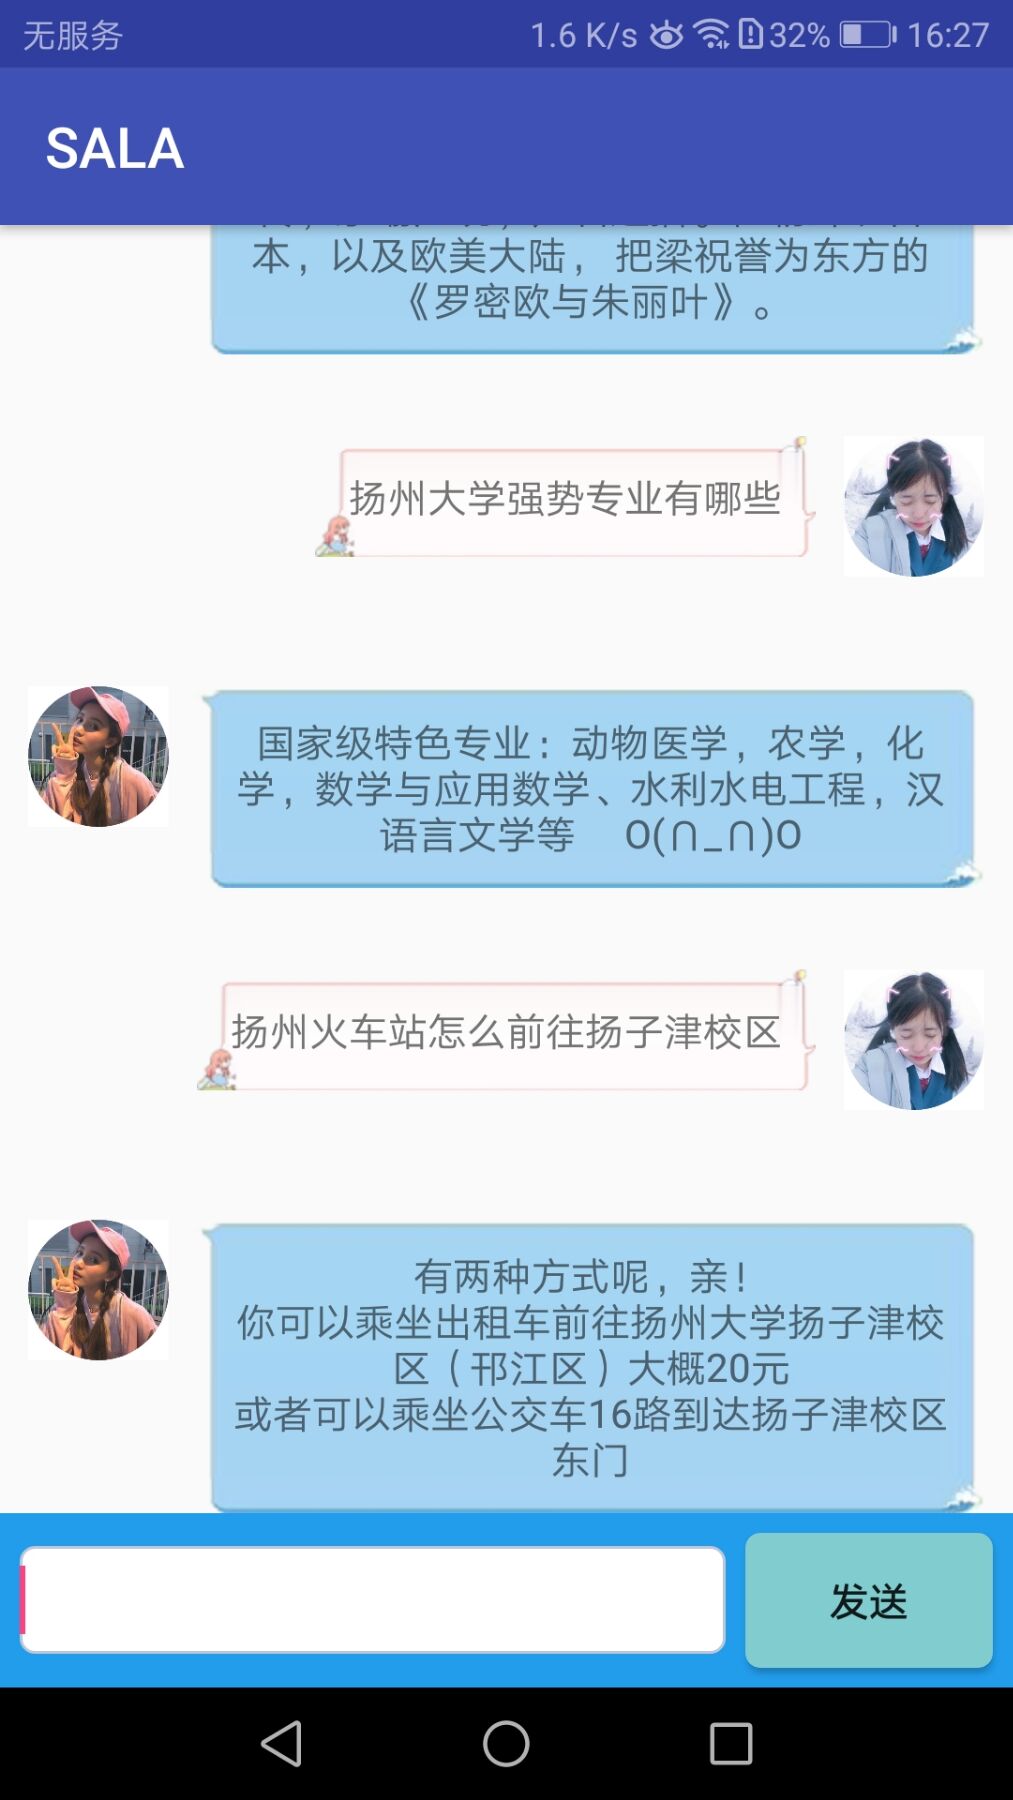 无服务
1.6 K/s
32%
16:27
SALA
本，以及欧美大陆， 把梁祝誉为东方的
《罗密欧与朱丽叶》。
扬州大学强势专业有哪些
国家级特色专业：动物医学，农学，化
学，数学与应用数学、水利水电工程，汉
语言文学等 O(∩_∩)O
扬州火车站怎么前往扬子津校区
有两种方式呢，亲！
你可以乘坐出租车前往扬州大学扬子津校
区（邗江区）大概20元
或者可以乘坐公交车16路到达扬子津校区
东门
发送